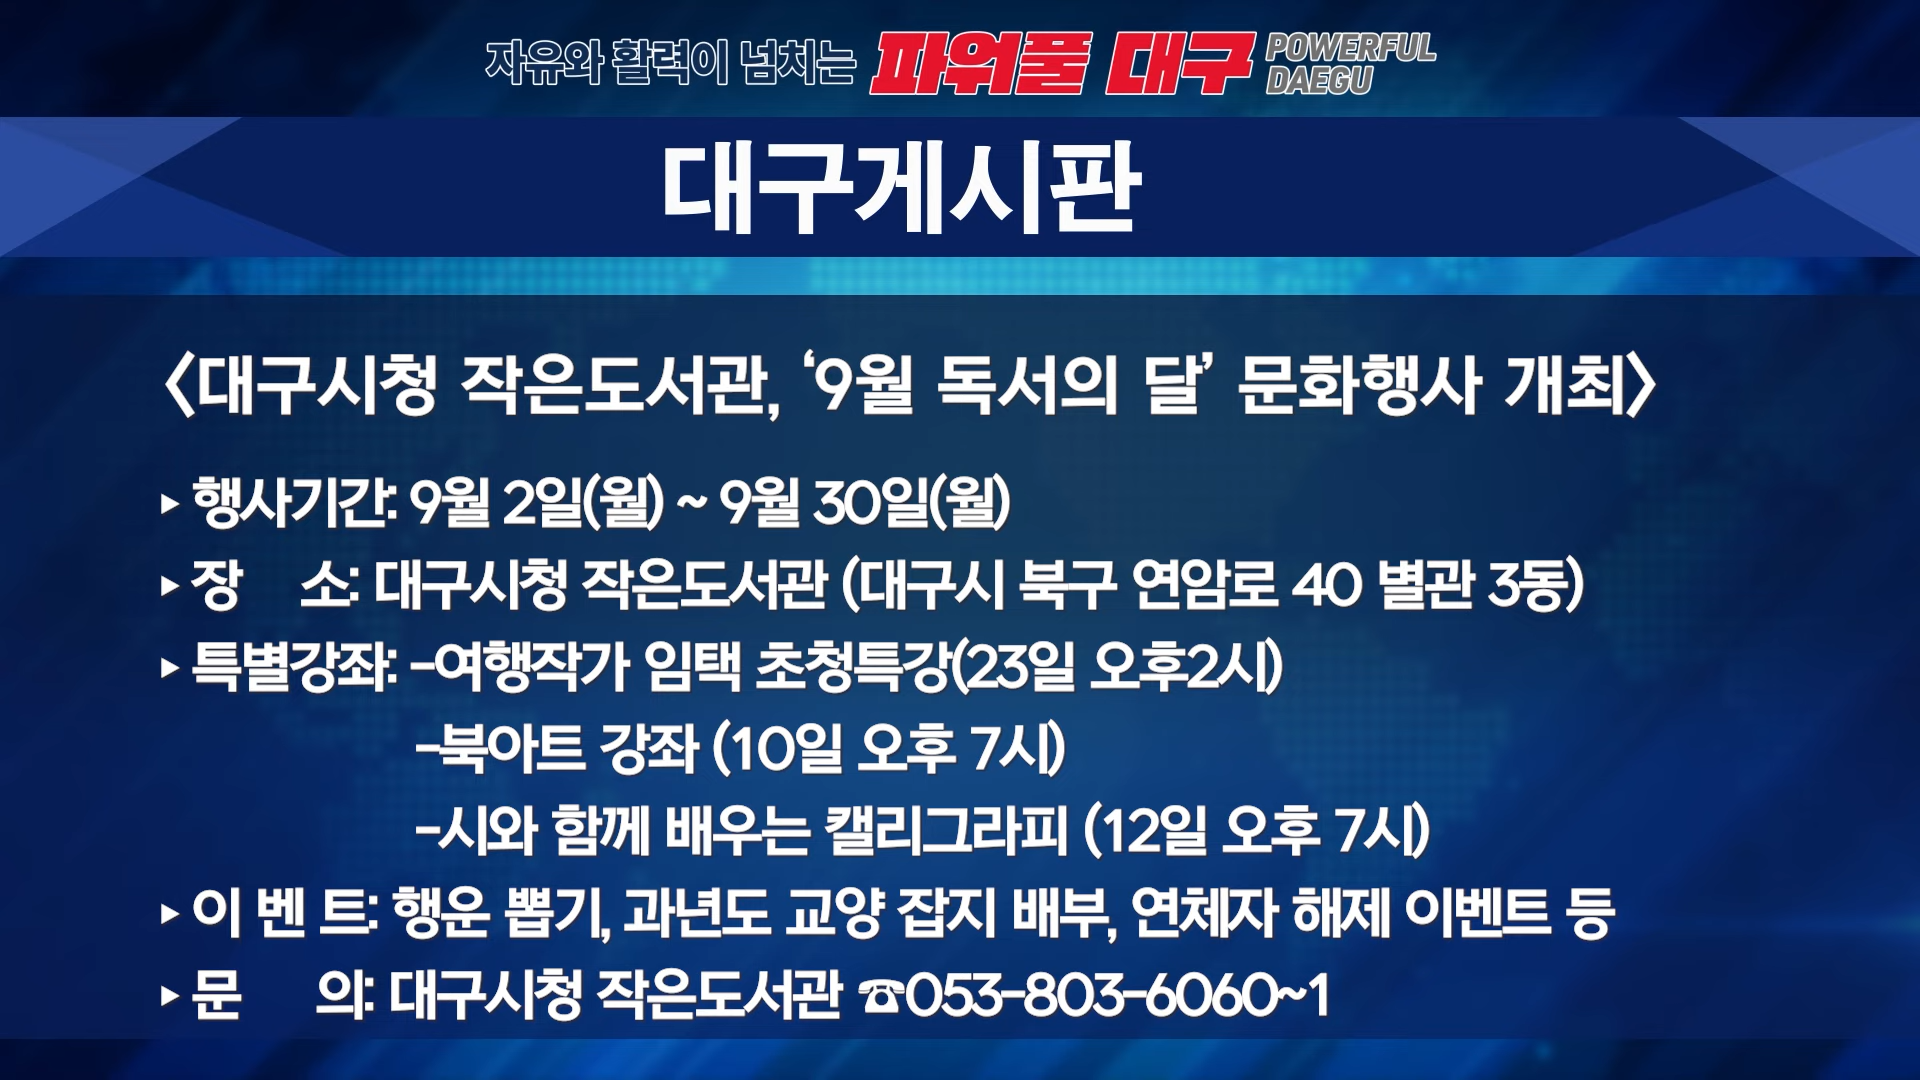 자유와 활력이 넘치는 파워풀 대구 POWERFUL DAEGU
대구게시판
<대구시청 작은도서관, ‘9월 독서의 달’ 문화행사 개최>
▸ 행사기간: 9월 2일(월) ~ 9월 30일(월)
▸ 장 소: 대구시청 작은도서관 (대구시 북구 연암로 40 별관 3동)
▸ 특별강좌: -여행작가 임택 초청특강(23일 오후2시)
-북아트 강좌 (10일 오후 7시)
-시와 함께 배우는 캘리그라피 (12일 오후 7시)
▸ 이 벤 트: 행운 뽑기, 과년도 교양 잡지 배부, 연체자 해제 이벤트 등
▸ 문 의: 대구시청 작은도서관 ☎053-803-6060~1